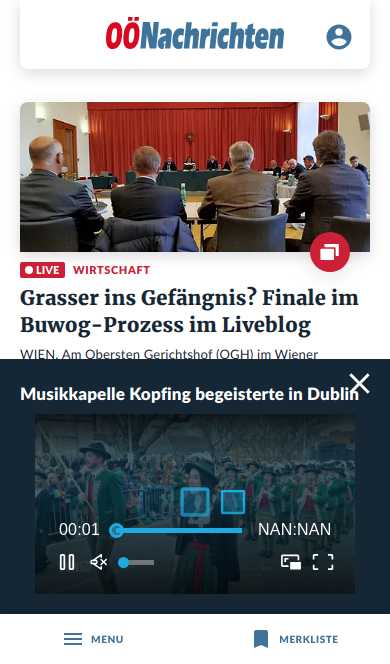 OÖNachrichten
LIVE WIRTSCHAFT
Grasser ins Gefängnis? Finale im
Buwog-Prozess im Liveblog
WIEN. Am Obersten Gerichtshof (OGH) im Wiener
Musikkapelle Kopfing begeisterte in Dublin
00:01 NAN:NAN
MENU MERKLISTE